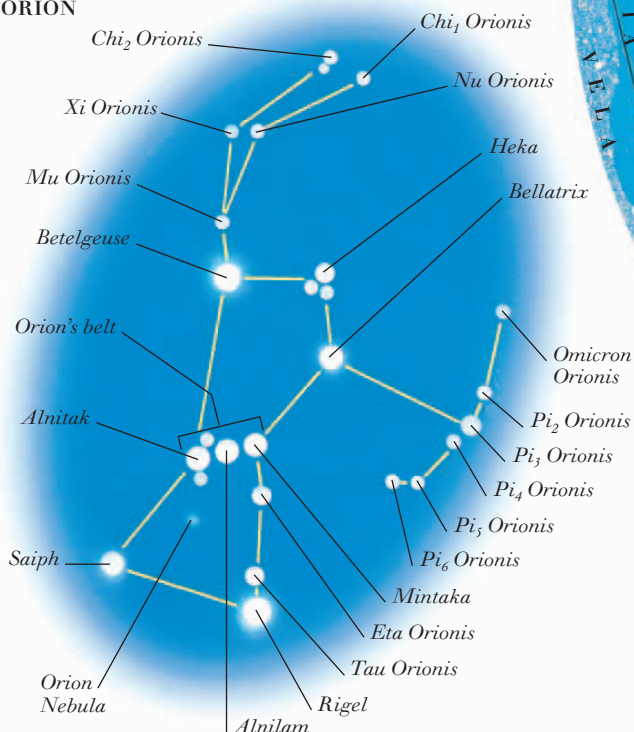 ORION
Chi₂ Orionis
Chi₁ Orionis
Nu Orionis
Xi Orionis
Heka
Mu Orionis
Bellatrix
Betelgeuse
Orion's belt
Omicron
Orionis
Alnitak
Pi₂ Orionis
Pi₃ Orionis
Pi₄ Orionis
Pi₅ Orionis
Saiph
Pi₆ Orionis
Mintaka
Eta Orionis
Tau Orionis
Orion
Nebula
Rigel
Alnilam
VELA